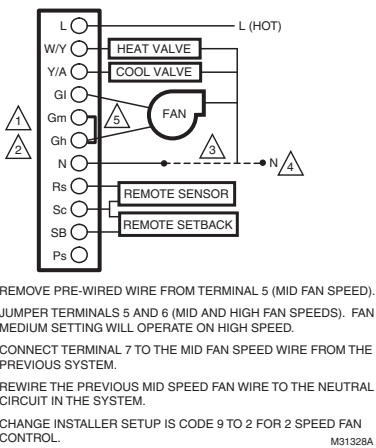 L
L (HOT)
W/Y
HEAT VALVE
Y/A
COOL VALVE
Gl
FAN
Gm
1
5
Gh
2
3
N
N
4
Rs
REMOTE SENSOR
Sc
SB
REMOTE SETBACK
Ps
REMOVE PRE-WIRED WIRE FROM TERMINAL 5 (MID FAN SPEED).
JUMPER TERMINALS 5 AND 6 (MID AND HIGH FAN SPEEDS). FAN
MEDIUM SETTING WILL OPERATE ON HIGH SPEED.
CONNECT TERMINAL 7 TO THE MID FAN SPEED WIRE FROM THE
PREVIOUS SYSTEM.
REWIRE THE PREVIOUS MID SPEED FAN WIRE TO THE NEUTRAL
CIRCUIT IN THE SYSTEM.
CHANGE INSTALLER SETUP IS CODE 9 TO 2 FOR 2 SPEED FAN
CONTROL.
M31328A